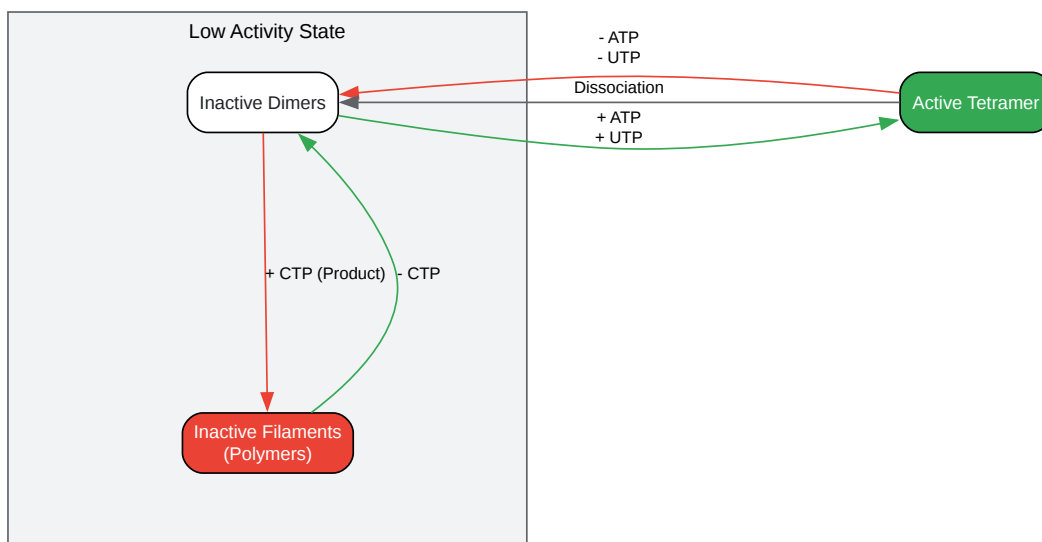 Low Activity State
- ATP
- UTP
Dissociation
Inactive Dimers
Active Tetramer
+ ATP
+ UTP
+ CTP (Product)
- CTP
Inactive Filaments
(Polymers)